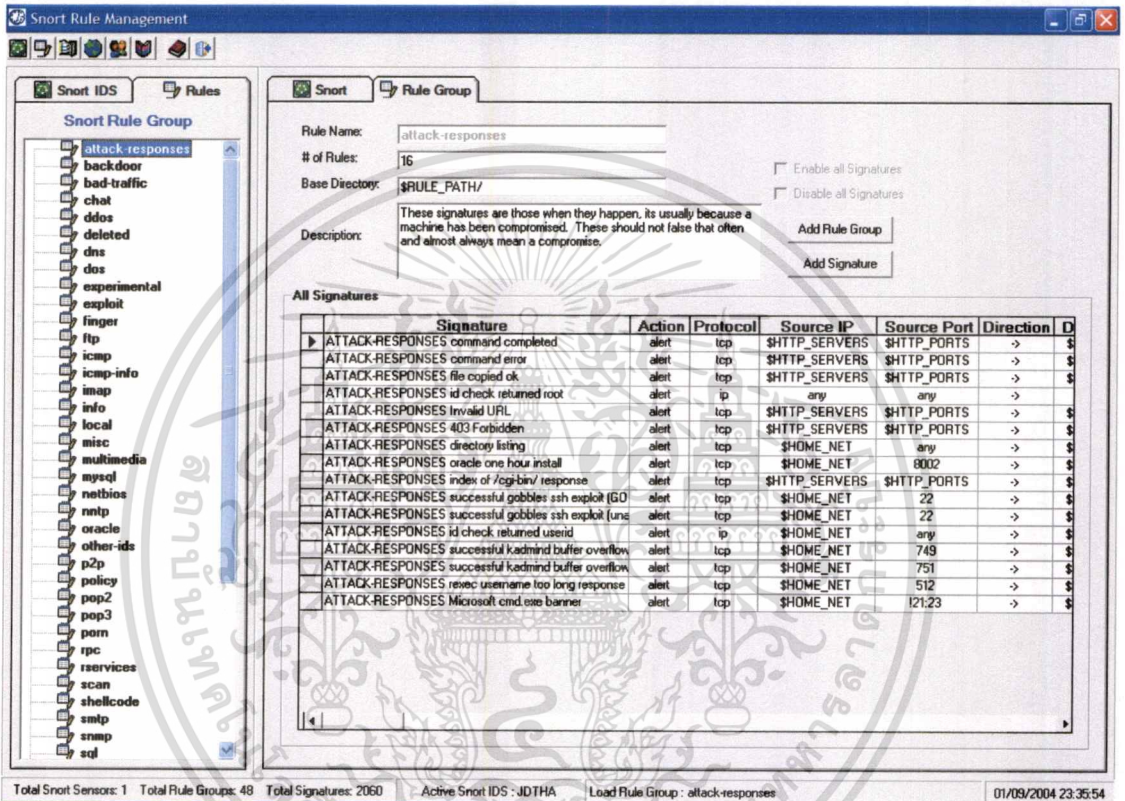 Snort Rule Management
Snort IDS
Rules
Snort Rule Group
attack-responses
backdoor
bad-traffic
chat
ddos
deleted
dns
dos
experimental
exploit
finger
ftp
icmp
icmp-info
imap
info
local
misc
multimedia
mysql
netbios
nntp
oracle
other-ids
p2p
policy
pop2
pop3
porn
rpc
rservices
scan
shellcode
smtp
snmp
sql
Snort
Rule Group
Rule Name: attack-responses
# of Rules: 16
Base Directory: $RULE_PATH/
Description: These signatures are those when they happen, its usually because a
machine has been compromised. These should not false that often
and almost always mean a compromise.
Enable all Signatures
Disable all Signatures
Add Rule Group
Add Signature
All Signatures
Signature Action Protocol Source IP Source Port Direction D
ATTACK-RESPONSES command completed alert tcp $HTTP_SERVERS $HTTP_PORTS -> $
ATTACK-RESPONSES command error alert tcp $HTTP_SERVERS $HTTP_PORTS -> $
ATTACK-RESPONSES file copied ok alert tcp $HTTP_SERVERS $HTTP_PORTS -> $
ATTACK-RESPONSES id check returned root alert ip any any ->
ATTACK-RESPONSES Invalid URL alert tcp $HTTP_SERVERS $HTTP_PORTS -> $
ATTACK-RESPONSES 403 Forbidden alert tcp $HTTP_SERVERS $HTTP_PORTS -> $
ATTACK-RESPONSES directory listing alert tcp $HOME_NET any -> $
ATTACK-RESPONSES oracle one hour install alert tcp $HOME_NET 8002 -> $
ATTACK-RESPONSES index of /cgi-bin/ response alert tcp $HTTP_SERVERS $HTTP_PORTS -> $
ATTACK-RESPONSES successful gobbles ssh exploit (GO alert tcp $HOME_NET 22 -> $
ATTACK-RESPONSES successful gobbles ssh exploit (una alert tcp $HOME_NET 22 -> $
ATTACK-RESPONSES id check returned userid alert ip $HOME_NET any -> $
ATTACK-RESPONSES successful kadmind buffer overflow alert tcp $HOME_NET 749 -> $
ATTACK-RESPONSES successful kadmind buffer overflow alert tcp $HOME_NET 751 -> $
ATTACK-RESPONSES rexec username too long response alert tcp $HOME_NET 512 -> $
ATTACK-RESPONSES Microsoft cmd.exe banner alert tcp $HOME_NET !21:23 -> $
Total Snort Sensors: 1 Total Rule Groups: 48 Total Signatures: 2060 Active Snort IDS : JDTHA Load Rule Group : attack-responses 01/09/2004 23:35:54